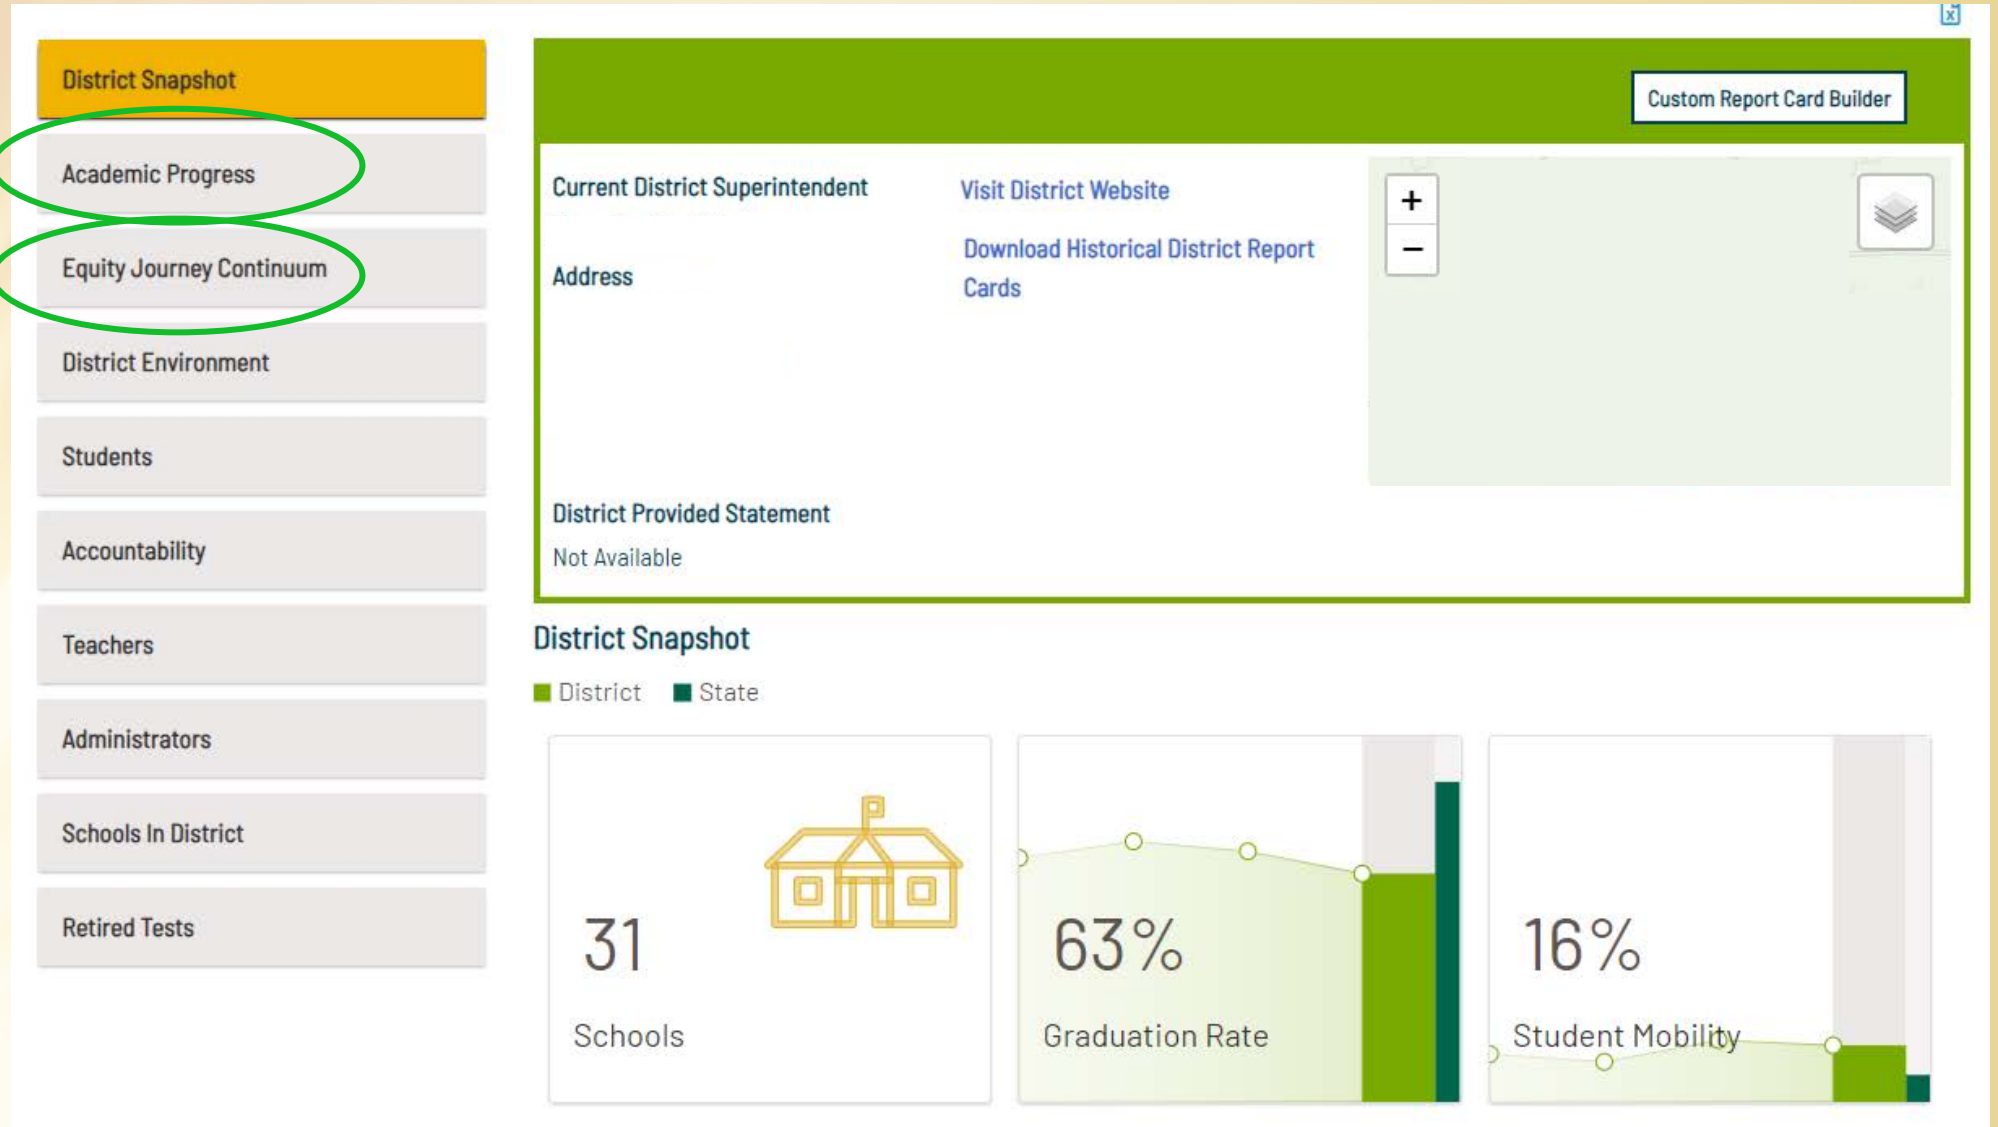 District Snapshot
Academic Progress
Equity Journey Continuum
District Environment
Students
Accountability
Teachers
Administrators
Schools In District
Retired Tests
Custom Report Card Builder
Current District Superintendent
Address
Visit District Website
Download Historical District Report
Cards
+
−
District Provided Statement
Not Available
District Snapshot
District
State
31
Schools
63%
Graduation Rate
16%
Student Mobility